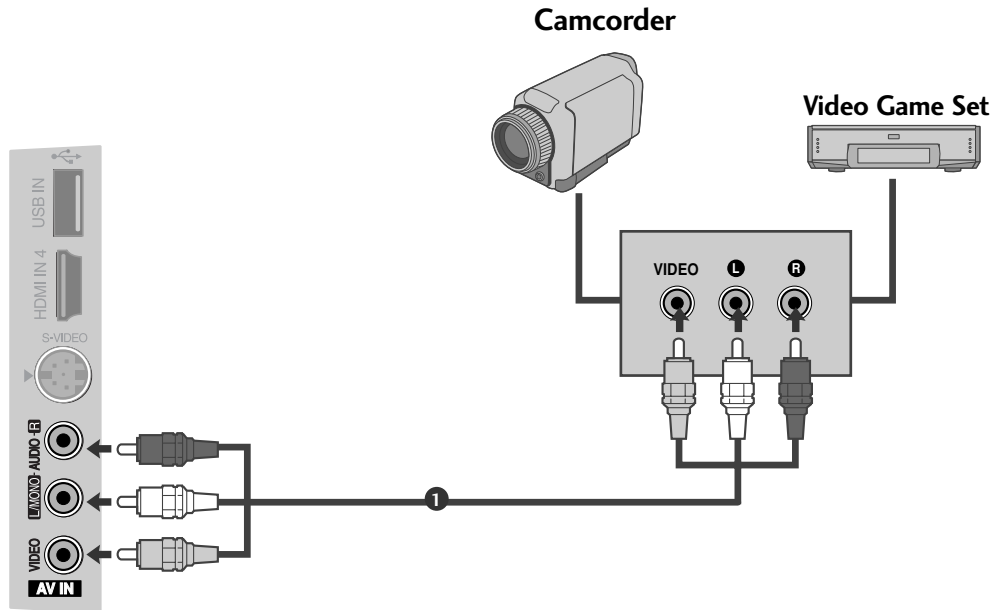 Camcorder
Video Game Set
USB IN
HDMI IN 4
S-VIDEO
VIDEO L R
R
AUDIO
L/MONO
VIDEO
AV IN
1